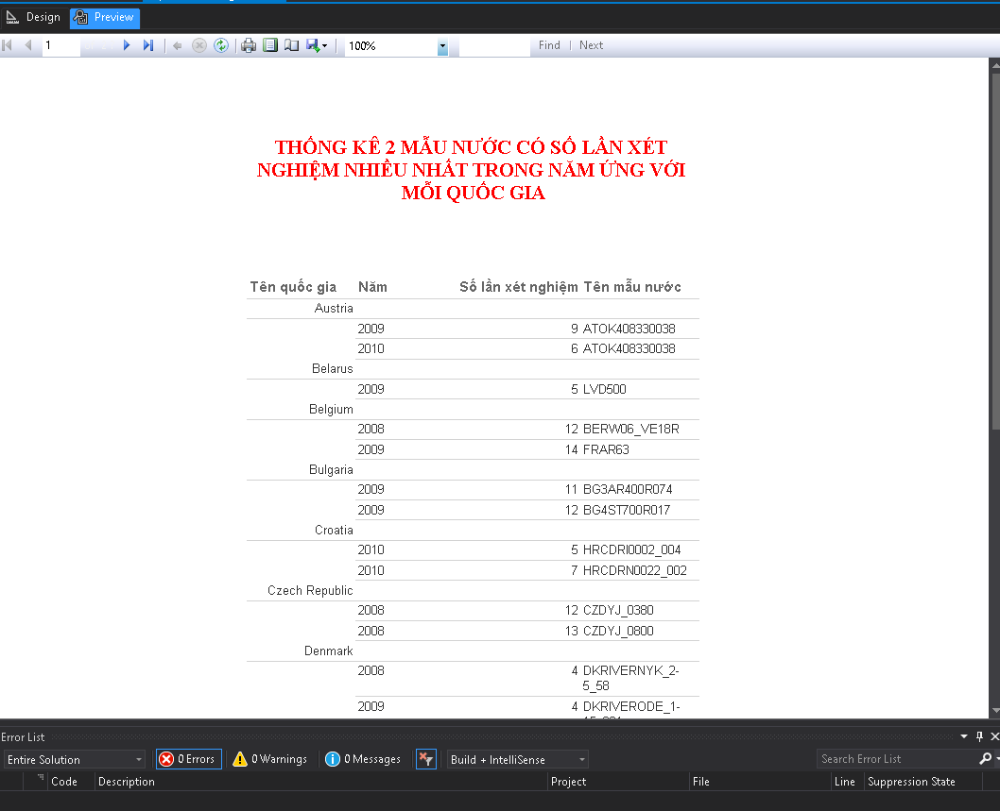 Design Preview
1 100% Find | Next
THỐNG KÊ 2 MẪU NƯỚC CÓ SỐ LẦN XÉT
NGHIỆM NHIỀU NHẤT TRONG NĂM ỨNG VỚI
MỖI QUỐC GIA
Tên quốc gia Năm Số lần xét nghiệm Tên mẫu nước
Austria
2009 9 ATOK408330038
2010 6 ATOK408330038
Belarus
2009 5 LVD500
Belgium
2008 12 BERW06_VE18R
2009 14 FRAR63
Bulgaria
2009 11 BG3AR400R074
2009 12 BG4ST700R017
Croatia
2010 5 HRCDRI0002_004
2010 7 HRCDRN0022_002
Czech Republic
2008 12 CZDYJ_0380
2008 13 CZDYJ_0800
Denmark
2008 4 DKRIVERNYK_2-
5_58
2009 4 DKRIVERODE_1-
Error List
Entire Solution 0 Errors 0 Warnings 0 Messages Build + IntelliSense Search Error List
Code Description Project File Line Suppression State